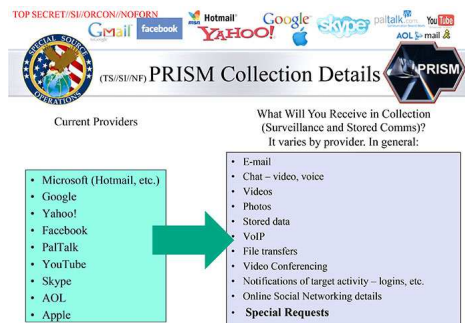 TOP SECRET//SI//ORCON//NOFORN
Gmail facebook msn Hotmail YAHOO! Google skype paltalk.com YouTube
AOL mail
SPECIAL SOURCE OPERATIONS
(TS//SI//NF) PRISM Collection Details
PRISM
Current Providers
What Will You Receive in Collection
(Surveillance and Stored Comms)?
It varies by provider. In general:
• Microsoft (Hotmail, etc.)
• Google
• Yahoo!
• Facebook
• PalTalk
• YouTube
• Skype
• AOL
• Apple
• E-mail
• Chat – video, voice
• Videos
• Photos
• Stored data
• VoIP
• File transfers
• Video Conferencing
• Notifications of target activity – logins, etc.
• Online Social Networking details
• Special Requests